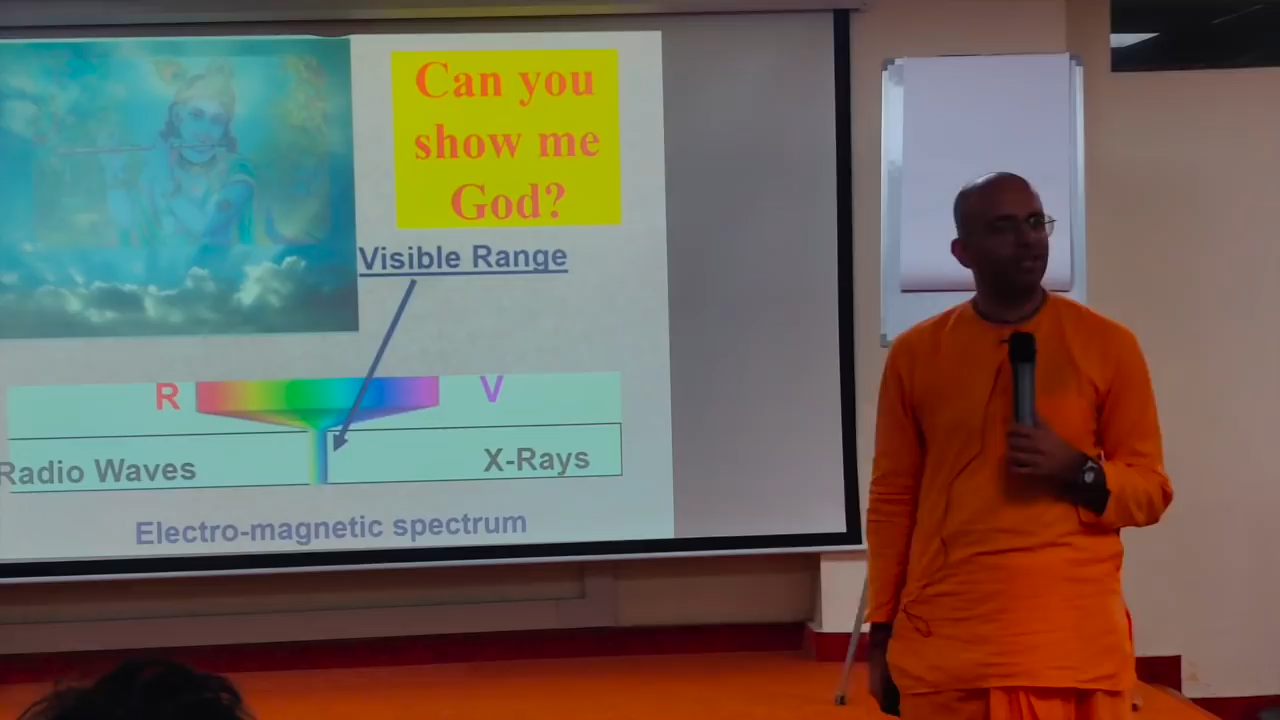 Can you
show me
God?
Visible Range
R
V
Radio Waves
X-Rays
Electro-magnetic spectrum